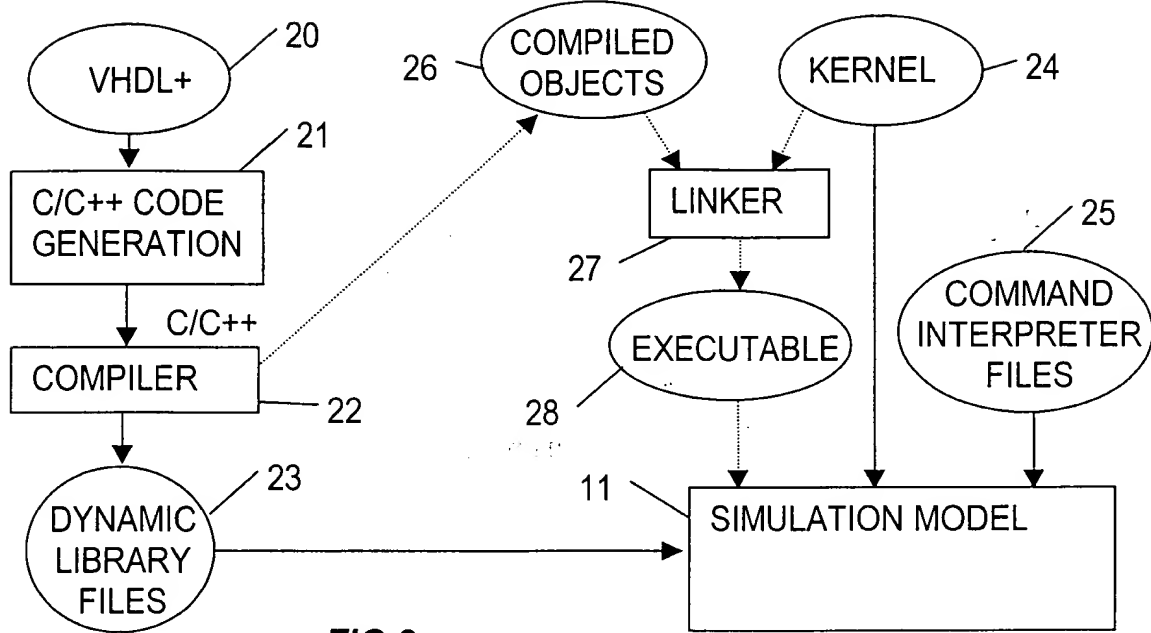 20
VHDL+
21
C/C++ CODE
GENERATION
C/C++
COMPILER
22
23
DYNAMIC
LIBRARY
FILES
26
COMPILED
OBJECTS
KERNEL
24
LINKER
27
EXECUTABLE
28
25
COMMAND
INTERPRETER
FILES
11
SIMULATION MODEL